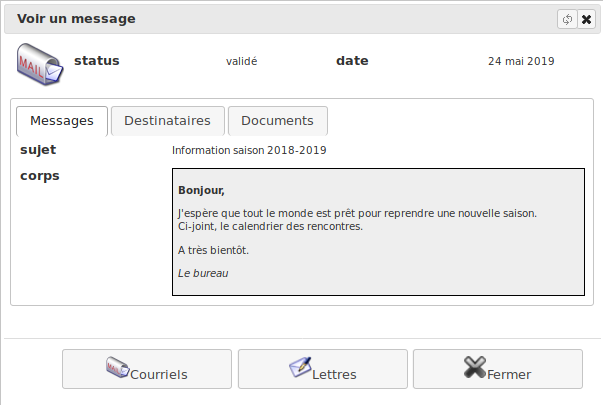 Voir un message
MAIL
status validé date 24 mai 2019
Messages Destinataires Documents
sujet Information saison 2018-2019
corps
Bonjour,
J'espère que tout le monde est prêt pour reprendre une nouvelle saison.
Ci-joint, le calendrier des rencontres.
A très bientôt.
Le bureau
MAIL
Courriels Lettres Fermer